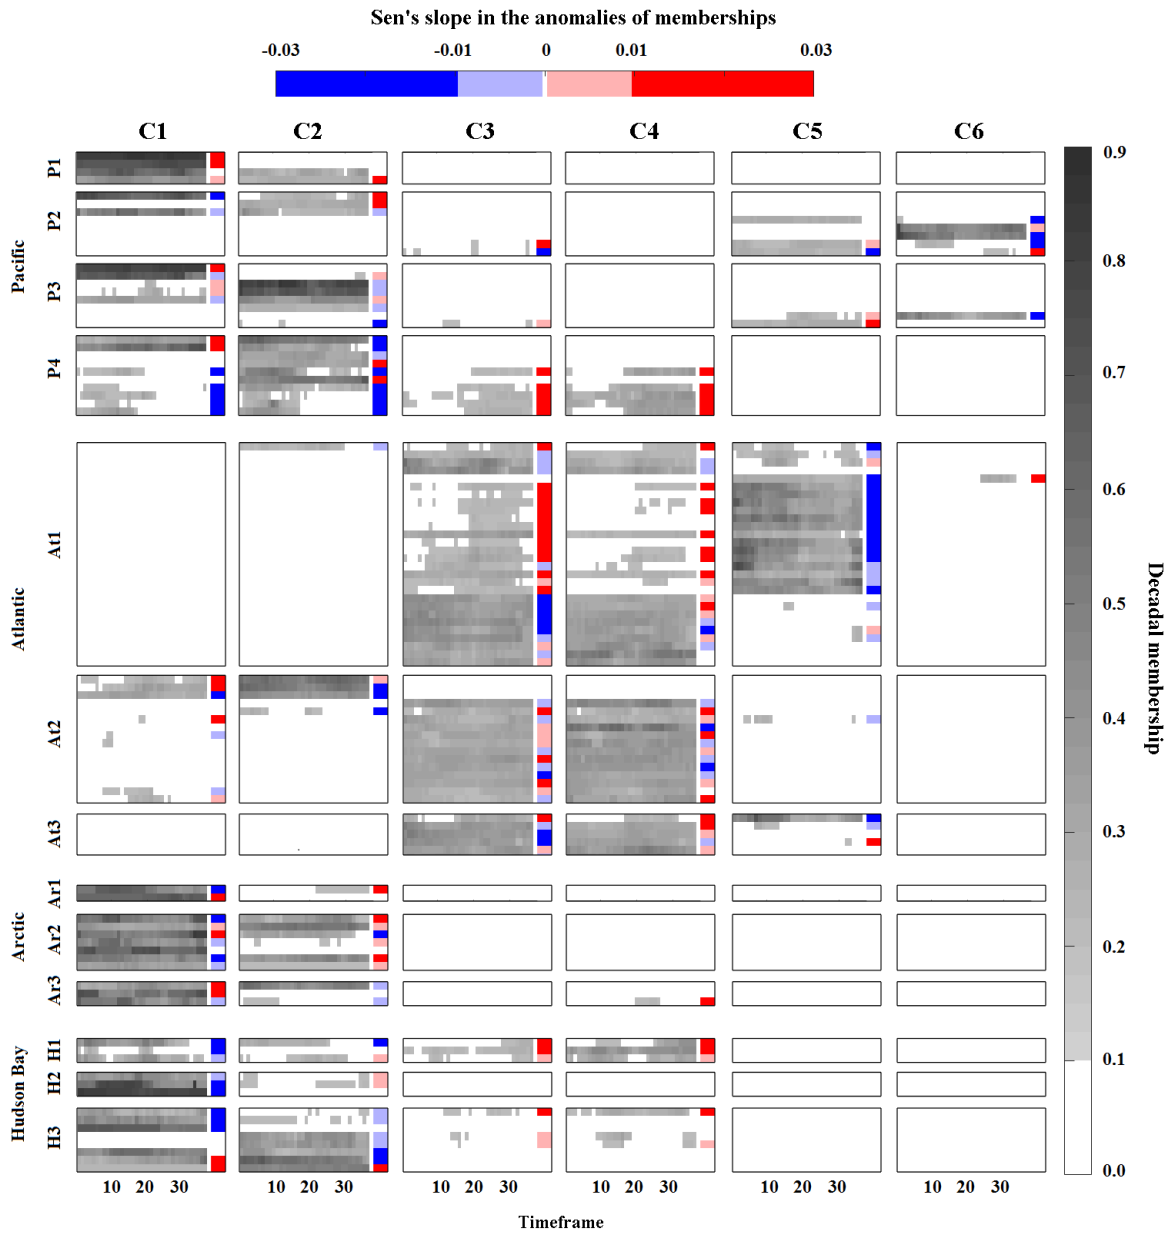 Sen's slope in the anomalies of memberships
-0.03 -0.01 0 0.01 0.03
C1 C2 C3 C4 C5 C6
Pacific
P1
P2
P3
P4
Atlantic
At1
At2
At3
Arctic
Ar1
Ar2
Ar3
Hudson Bay
H1
H2
H3
10 20 30 10 20 30 10 20 30 10 20 30 10 20 30 10 20 30
Timeframe
0.9
0.8
0.7
0.6
0.5
0.4
0.3
0.2
0.1
0.0
Decadal membership